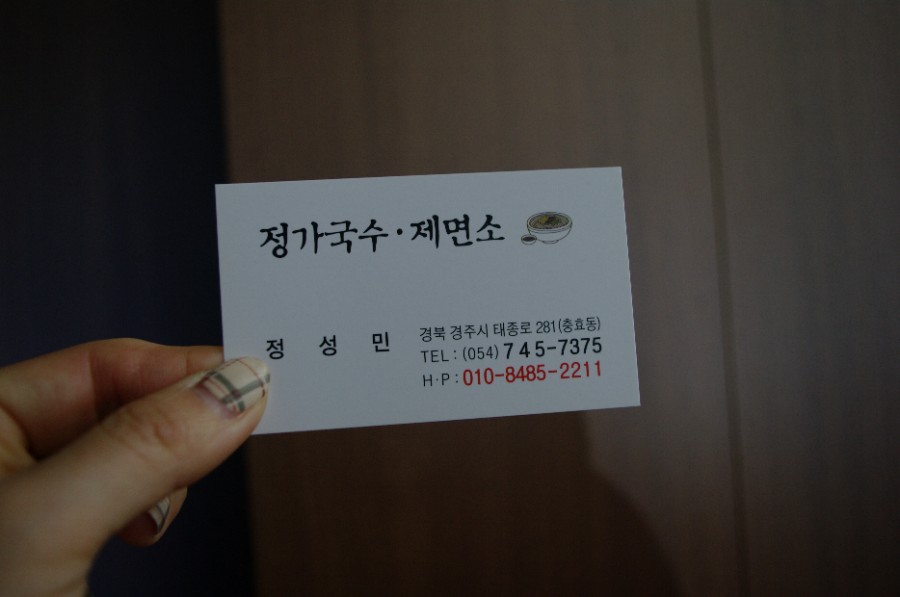 정가국수·제면소
정 성 민
경북 경주시 태종로 281(충효동)
TEL : (054) 745-7375
H·P : 010-8485-2211